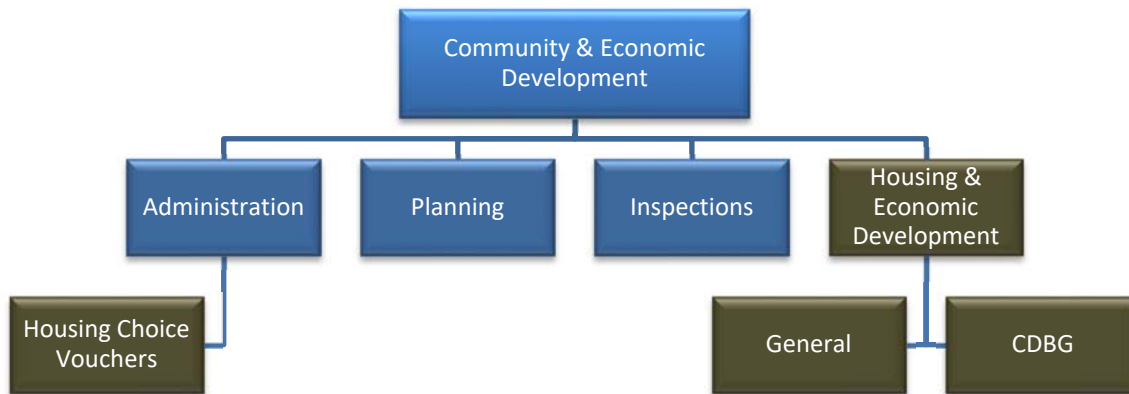 Community & Economic
Development
Administration
Planning
Inspections
Housing &
Economic
Development
Housing Choice
Vouchers
General
CDBG